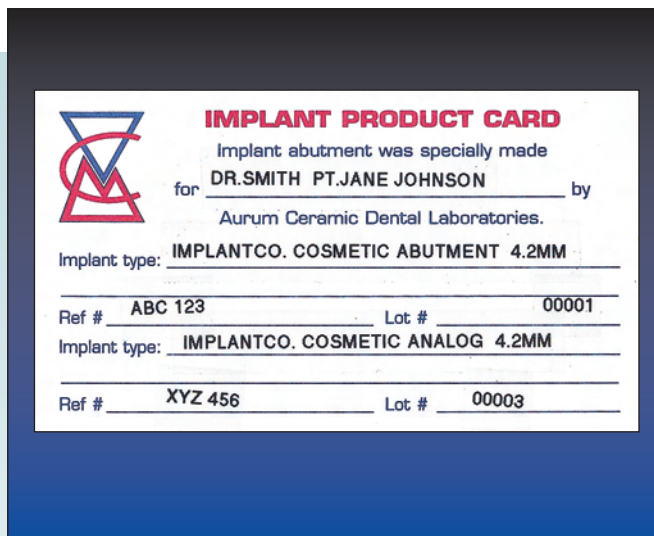 IMPLANT PRODUCT CARD
Implant abutment was specially made
for DR.SMITH PT.JANE JOHNSON by
Aurum Ceramic Dental Laboratories.
Implant type: IMPLANTCO. COSMETIC ABUTMENT 4.2MM
Ref # ABC 123 Lot # 00001
Implant type: IMPLANTCO. COSMETIC ANALOG 4.2MM
Ref # XYZ 456 Lot # 00003